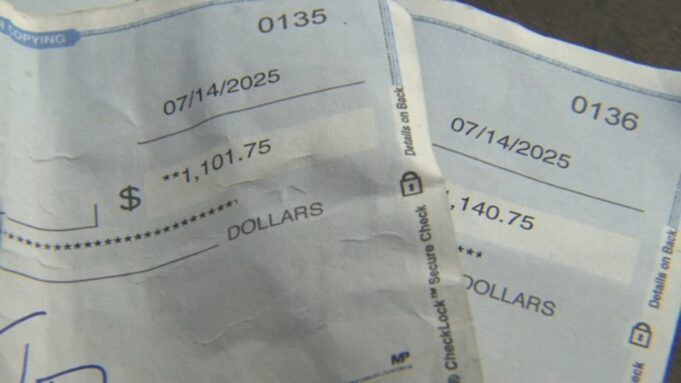 COPYING
0135
07/14/2025
$ **1,101.75
DOLLARS
MP
CheckLock™ Secure Check
Details on Back
0136
07/14/2025
,140.75
***
DOLLARS
Details on Back